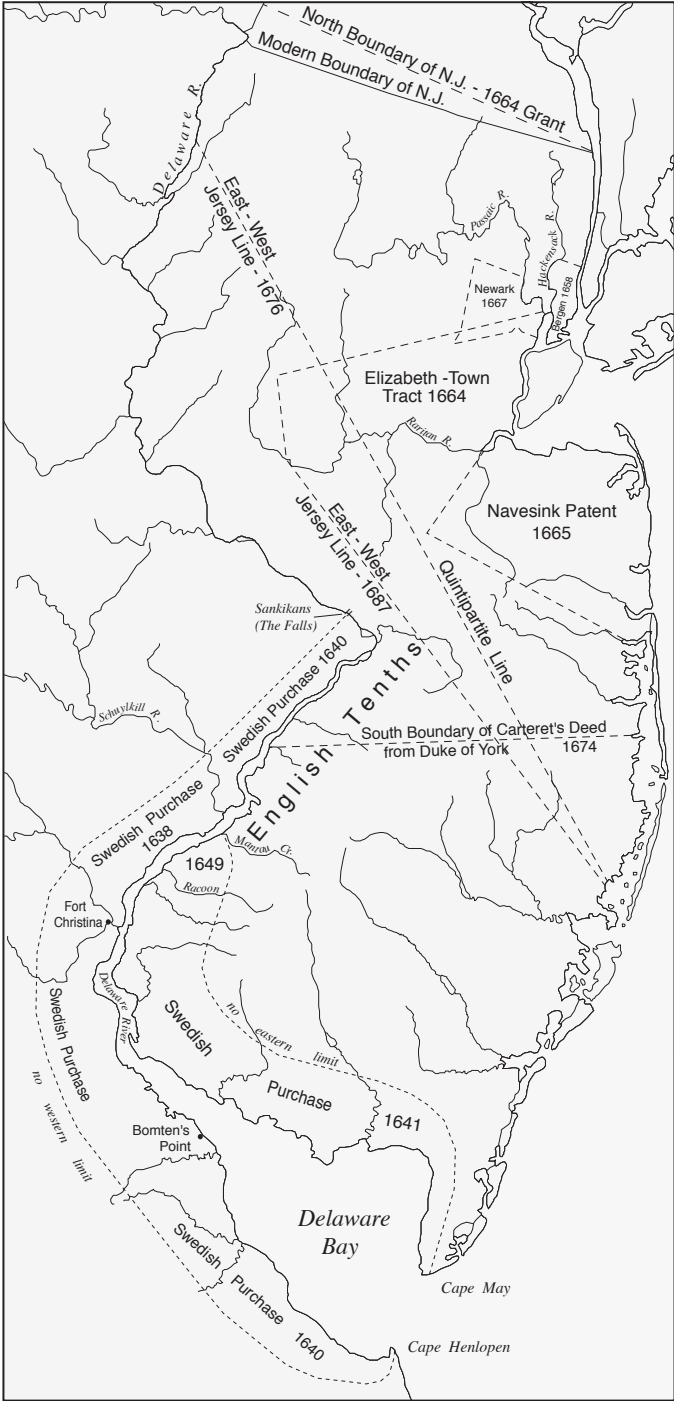 North Boundary of N.J. - 1664 Grant
Modern Boundary of N.J.
Delaware R.
East - West
Jersey Line - 1676
Passaic R.
Hackensack R.
Newark
1667
Bergen 1658
Elizabeth -Town
Tract 1664
Raritan R.
Navesink Patent
1665
East - West
Jersey Line - 1687
Quintipartite Line
Sankikans
(The Falls)
Swedish Purchase 1640
English Tenths
Schuylkill R.
South Boundary of Carteret's Deed
from Duke of York 1674
Swedish Purchase
1638
Mantou Cr.
1649
Racoon
Fort
Christina
Delaware River
Swedish
Purchase
1641
no eastern limit
Swedish Purchase
no western limit
Bomten's
Point
Delaware
Bay
Swedish Purchase 1640
Cape May
Cape Henlopen